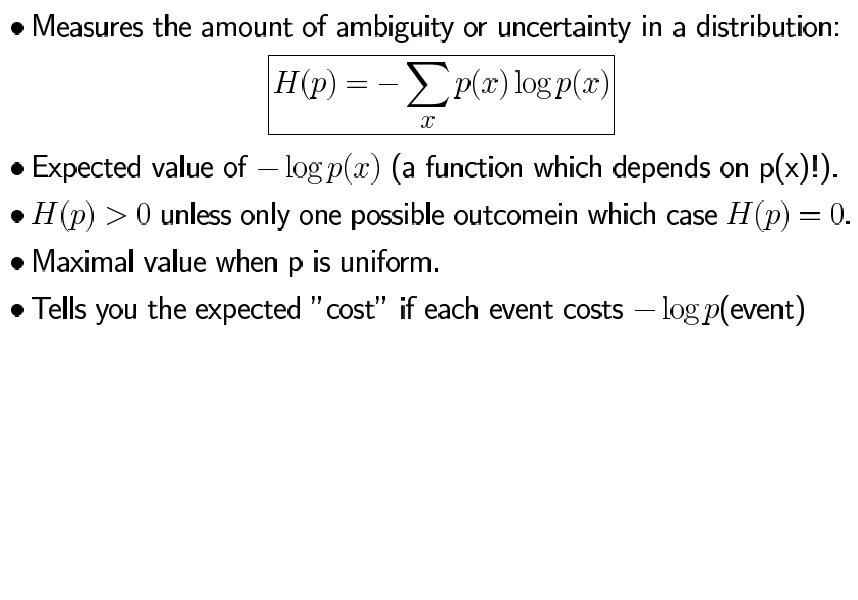 • Measures the amount of ambiguity or uncertainty in a distribution:
H(p) = − ∑ₓ p(x) log p(x)
• Expected value of − log p(x) (a function which depends on p(x)!).
• H(p) > 0 unless only one possible outcomein which case H(p) = 0.
• Maximal value when p is uniform.
• Tells you the expected ”cost” if each event costs − log p(event)